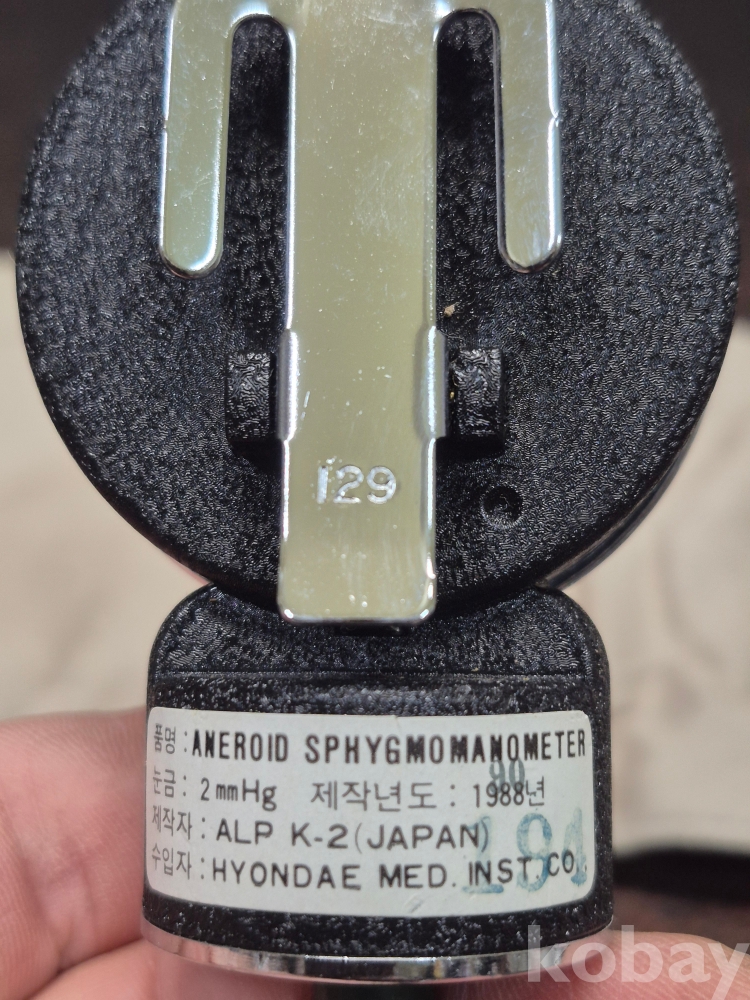 129
품명 : ANEROID SPHYGMOMANOMETER
90
눈금 : 2mmHg 제작년도 : 1988년
제작자 : ALP K-2 (JAPAN)
수입자 : HYONDAE MED. INST. CO.
kobay